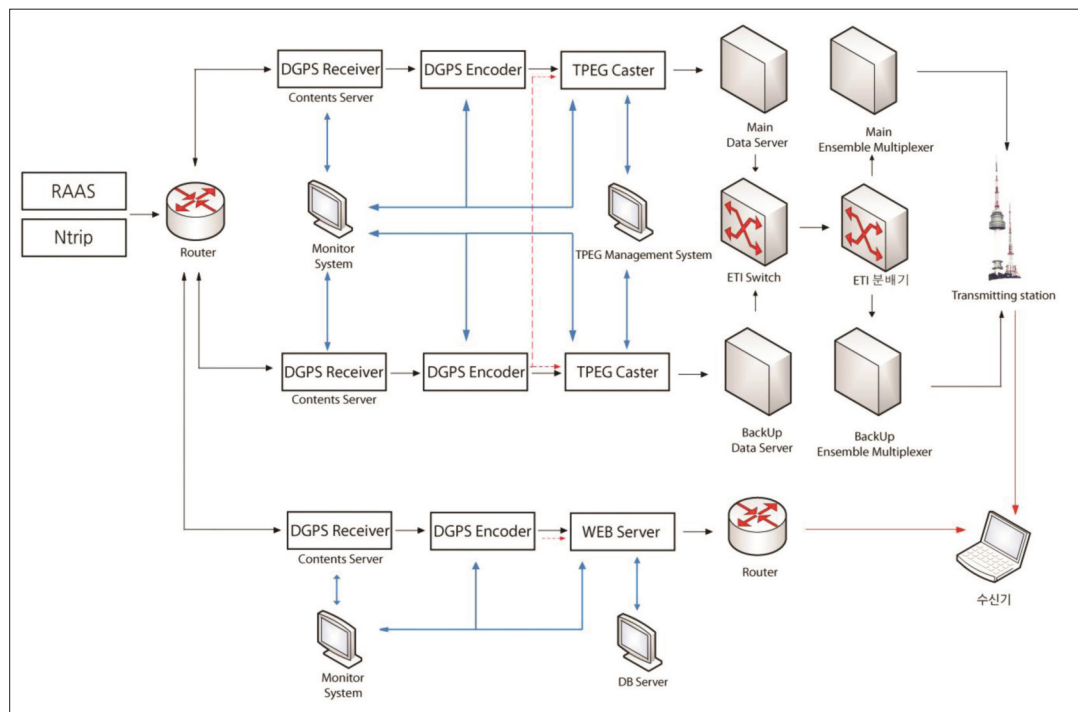 DGPS Receiver
Contents Server
DGPS Encoder
TPEG Caster
Main
Data Server
Main
Ensemble Multiplexer
RAAS
Ntrip
Router
Monitor
System
TPEG Management System
ETI Switch
ETI 분배기
Transmitting station
DGPS Receiver
Contents Server
DGPS Encoder
TPEG Caster
BackUp
Data Server
BackUp
Ensemble Multiplexer
DGPS Receiver
Contents Server
DGPS Encoder
WEB Server
Router
수신기
Monitor
System
DB Server